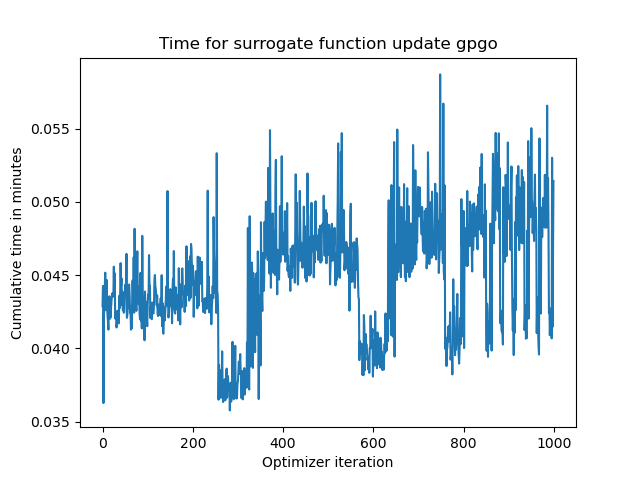 Time for surrogate function update gpgo
Cumulative time in minutes
0.055
0.050
0.045
0.040
0.035
0 200 400 600 800 1000
Optimizer iteration